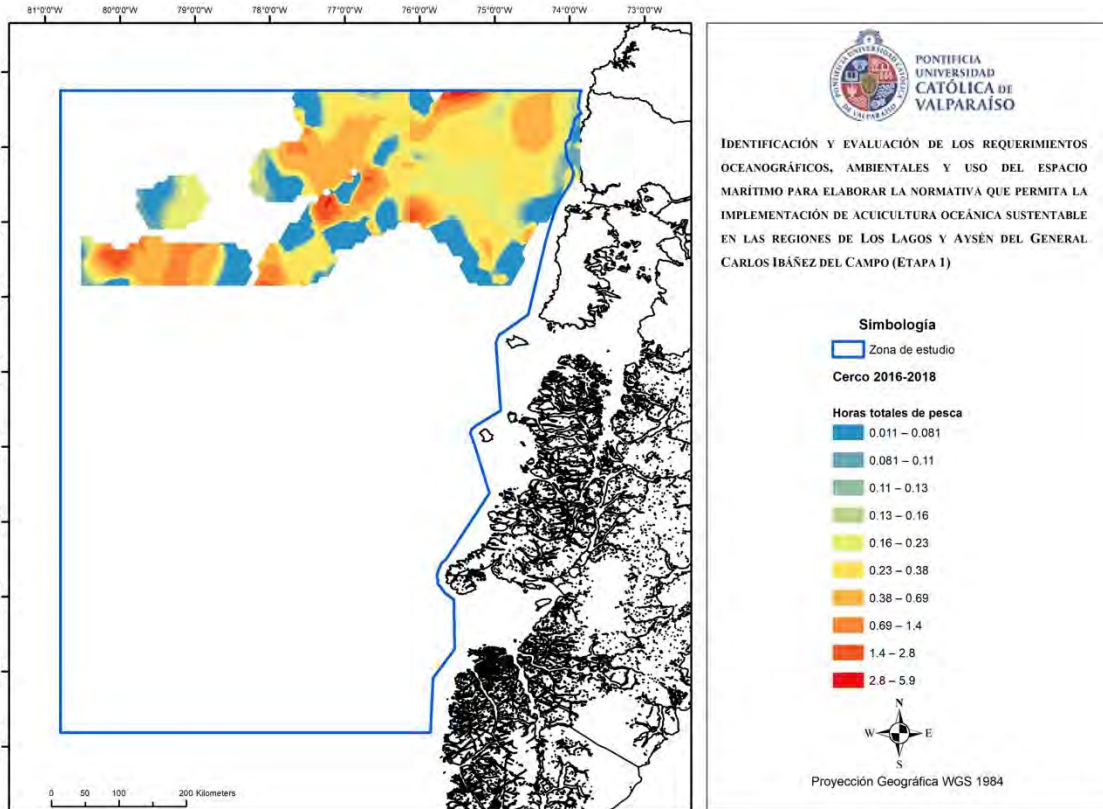 81°0'0"W 80°0'0"W 79°0'0"W 78°0'0"W 77°0'0"W 76°0'0"W 75°0'0"W 74°0'0"W 73°0'0"W
PONTIFICIA
UNIVERSIDAD
CATÓLICA DE
VALPARAÍSO
IDENTIFICACIÓN Y EVALUACIÓN DE LOS REQUERIMIENTOS
OCEANOGRÁFICOS, AMBIENTALES Y USO DEL ESPACIO
MARÍTIMO PARA ELABORAR LA NORMATIVA QUE PERMITA LA
IMPLEMENTACIÓN DE ACUICULTURA OCEÁNICA SUSTENTABLE
EN LAS REGIONES DE LOS LAGOS Y AYSÉN DEL GENERAL
CARLOS IBÁÑEZ DEL CAMPO (ETAPA 1)
Simbología
Zona de estudio
Cerco 2016-2018
Horas totales de pesca
0.011 – 0.081
0.081 – 0.11
0.11 – 0.13
0.13 – 0.16
0.16 – 0.23
0.23 – 0.38
0.38 – 0.69
0.69 – 1.4
1.4 – 2.8
2.8 – 5.9
N
W E
S
Proyección Geográfica WGS 1984
0 50 100 200 Kilometers